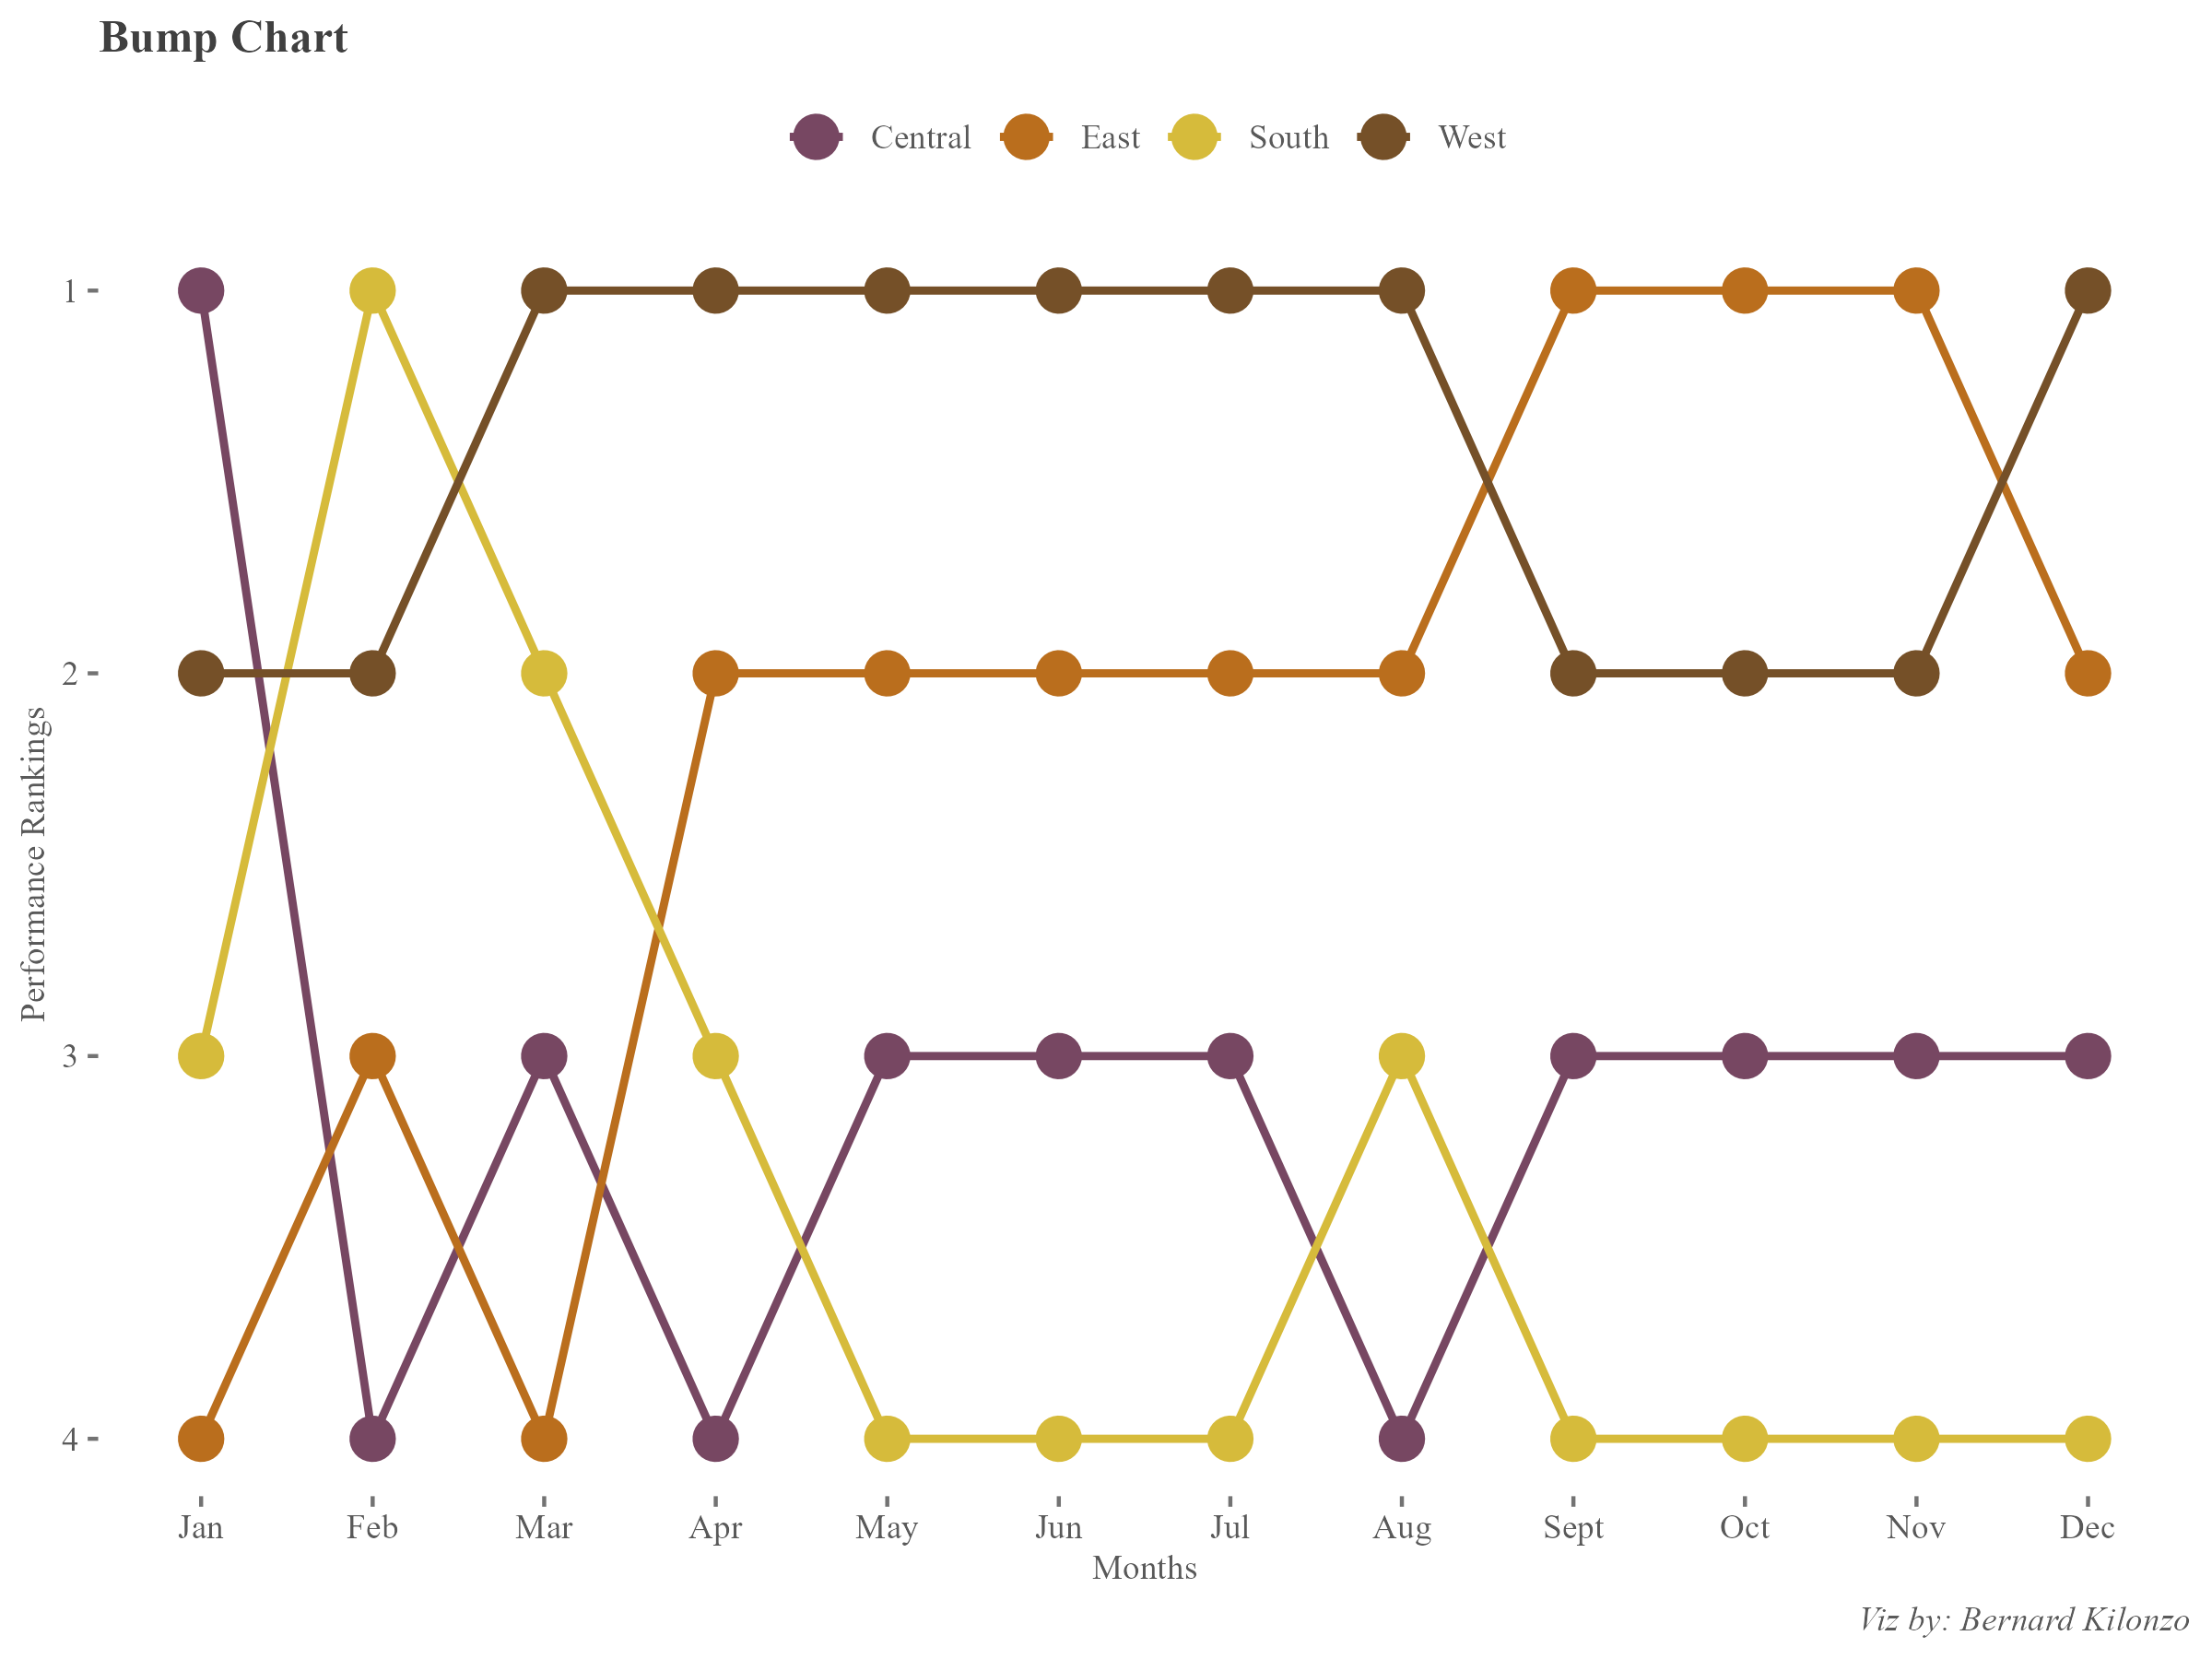 Bump Chart
Central East South West
1
2
3
4
Performance Rankings
Jan Feb Mar Apr May Jun Jul Aug Sept Oct Nov Dec
Months
Viz by: Bernard Kilonzo